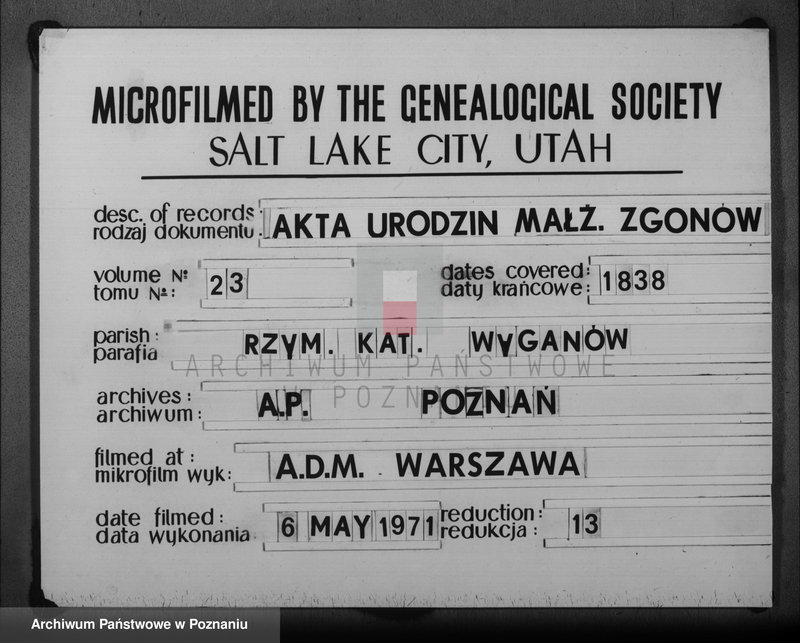 MICROFILMED BY THE GENEALOGICAL SOCIETY
SALT LAKE CITY, UTAH
desc. of records: AKTA URODZIN MAŁŻ. ZGONÓW
rodzaj dokumentu:
volume №: 23 dates covered: 1838
tomu №: daty krańcowe:
parish: RZYM. KAT. WYGANÓW
parafia
ARCHIWUM PAŃSTWOWE
W POZNANIU
archives: A.P. POZNAŃ
archiwum:
filmed at: A.D.M. WARSZAWA
mikrofilm wyk:
date filmed: 6 MAY 1971 reduction: 13
data wykonania redukcja:
Archiwum Państwowe w Poznaniu